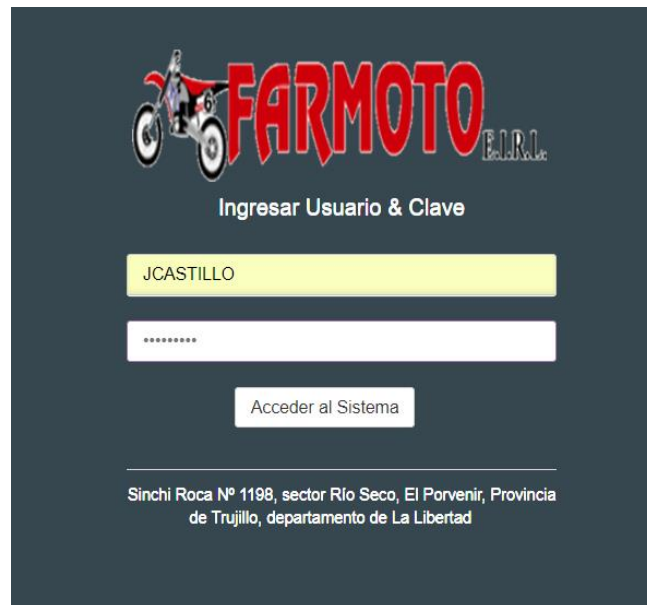 FARMOTO E.I.R.L.
Ingresar Usuario & Clave
JCASTILLO
•••••••••
Acceder al Sistema
Sinchi Roca Nº 1198, sector Río Seco, El Porvenir, Provincia
de Trujillo, departamento de La Libertad